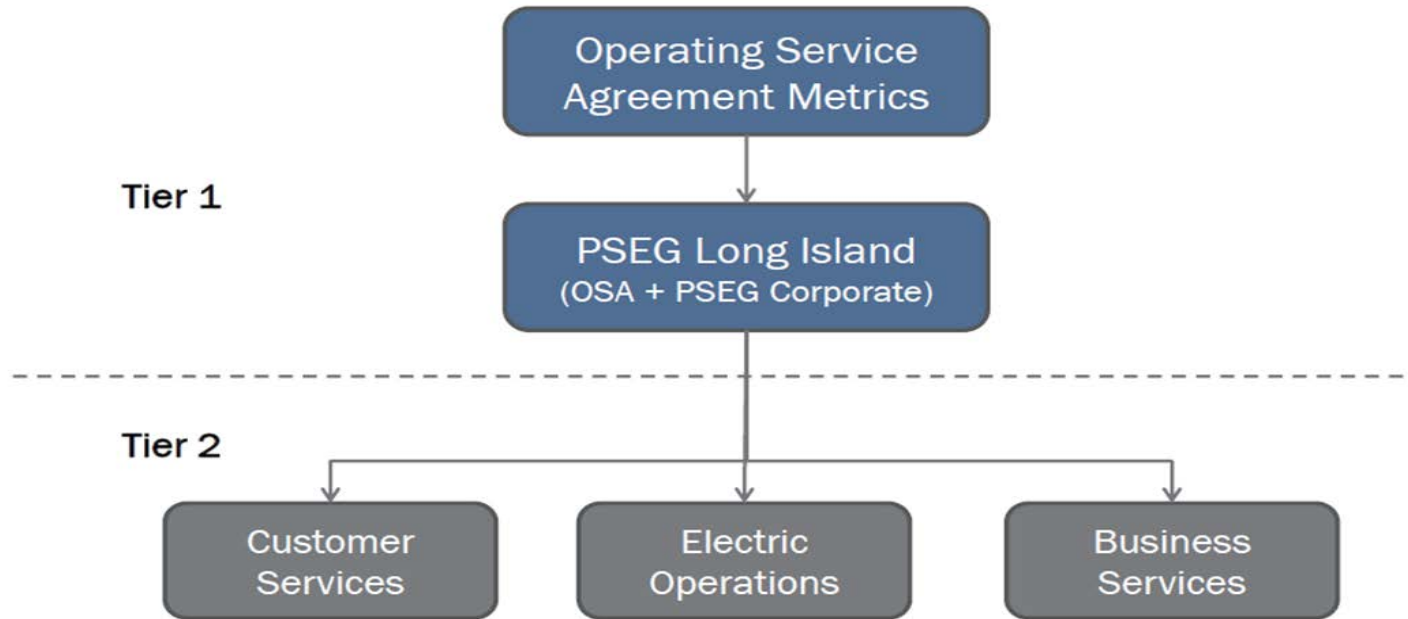 Operating Service
Agreement Metrics
Tier 1
PSEG Long Island
(OSA + PSEG Corporate)
Tier 2
Customer
Services
Electric
Operations
Business
Services